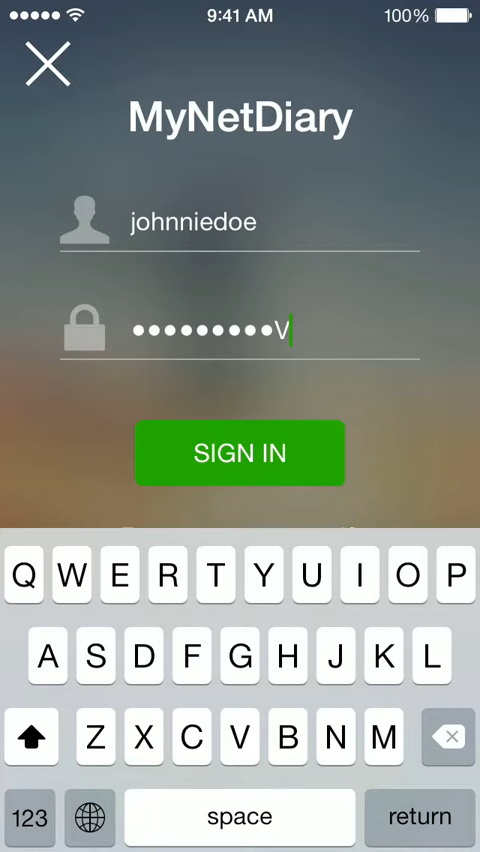 9:41 AM 100%
MyNetDiary
johnniedoe
●●●●●●●●●V
SIGN IN
Q W E R T Y U I O P
A S D F G H J K L
Z X C V B N M
123 space return